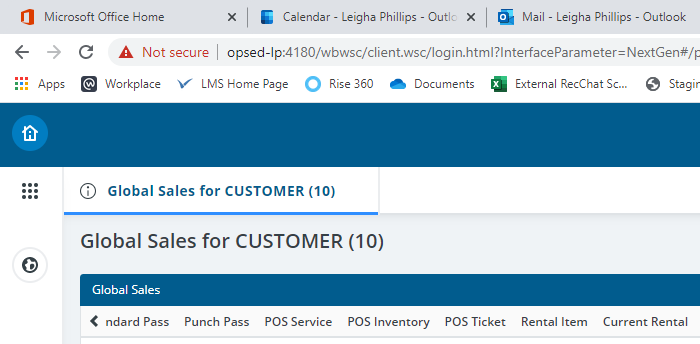 Microsoft Office Home
Calendar - Leigha Phillips - Outlo
Mail - Leigha Phillips - Outlook
Not secure | opsed-lp:4180/wbwsc/client.wsc/login.html?InterfaceParameter=NextGen#/p
Apps Workplace LMS Home Page Rise 360 Documents External RecChat Sc... Stagin
Global Sales for CUSTOMER (10)
Global Sales for CUSTOMER (10)
Global Sales
ndard Pass Punch Pass POS Service POS Inventory POS Ticket Rental Item Current Rental